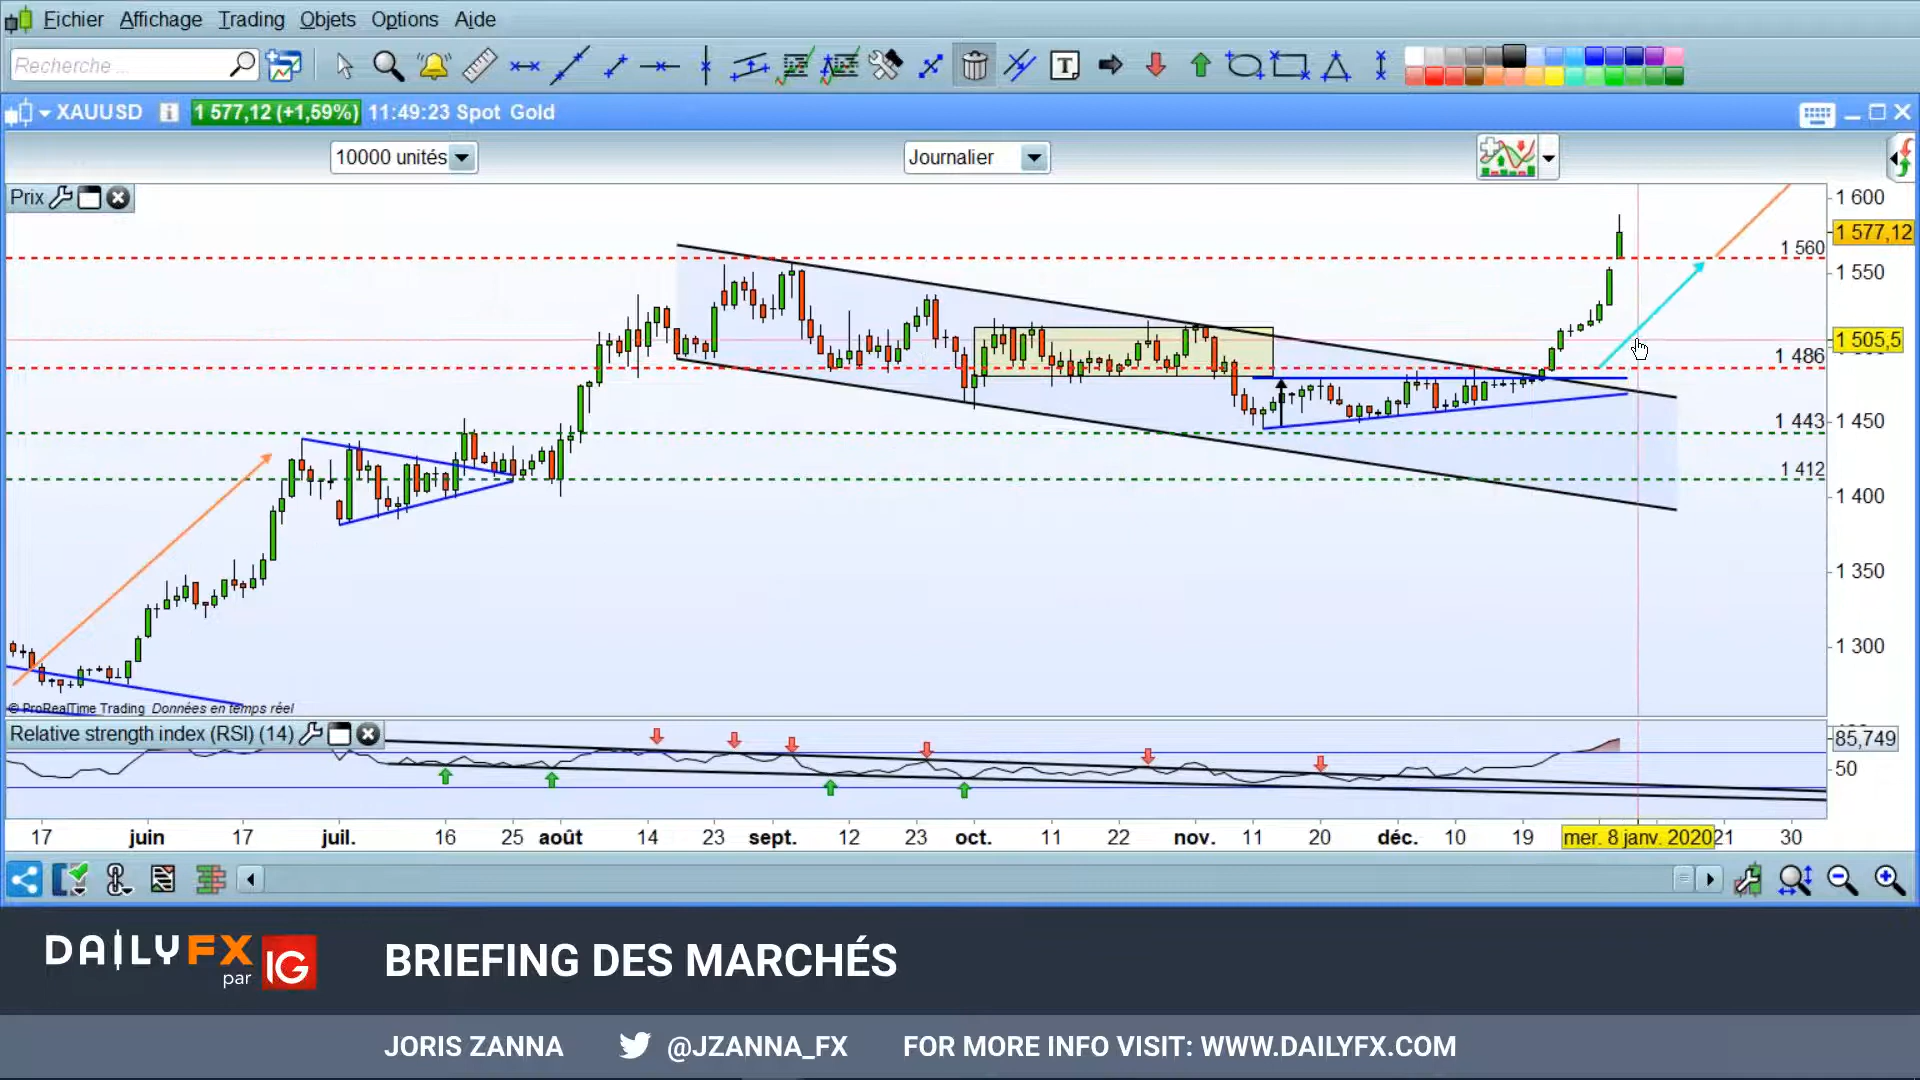 Fichier Affichage Trading Objets Options Aide
Recherche ...
T
XAUUSD i 1 577,12 (+1,59%) 11:49:23 Spot Gold
10000 unités Journalier
Prix
1 600
1 577,12
1 560
1 550
1 505,5
1 486
1 443
1 450
1 412
1 400
1 350
1 300
© ProRealTime Trading Données en temps réel
Relative strength index (RSI) (14)
85,749
50
17 juin 17 juil. 16 25 août 14 23 sept. 12 23 oct. 11 22 nov. 11 20 déc. 10 19 mer. 8 janv. 2020 21 30
DAILYFX
par IG
BRIEFING DES MARCHÉS
JORIS ZANNA @JZANNA_FX FOR MORE INFO VISIT: WWW.DAILYFX.COM